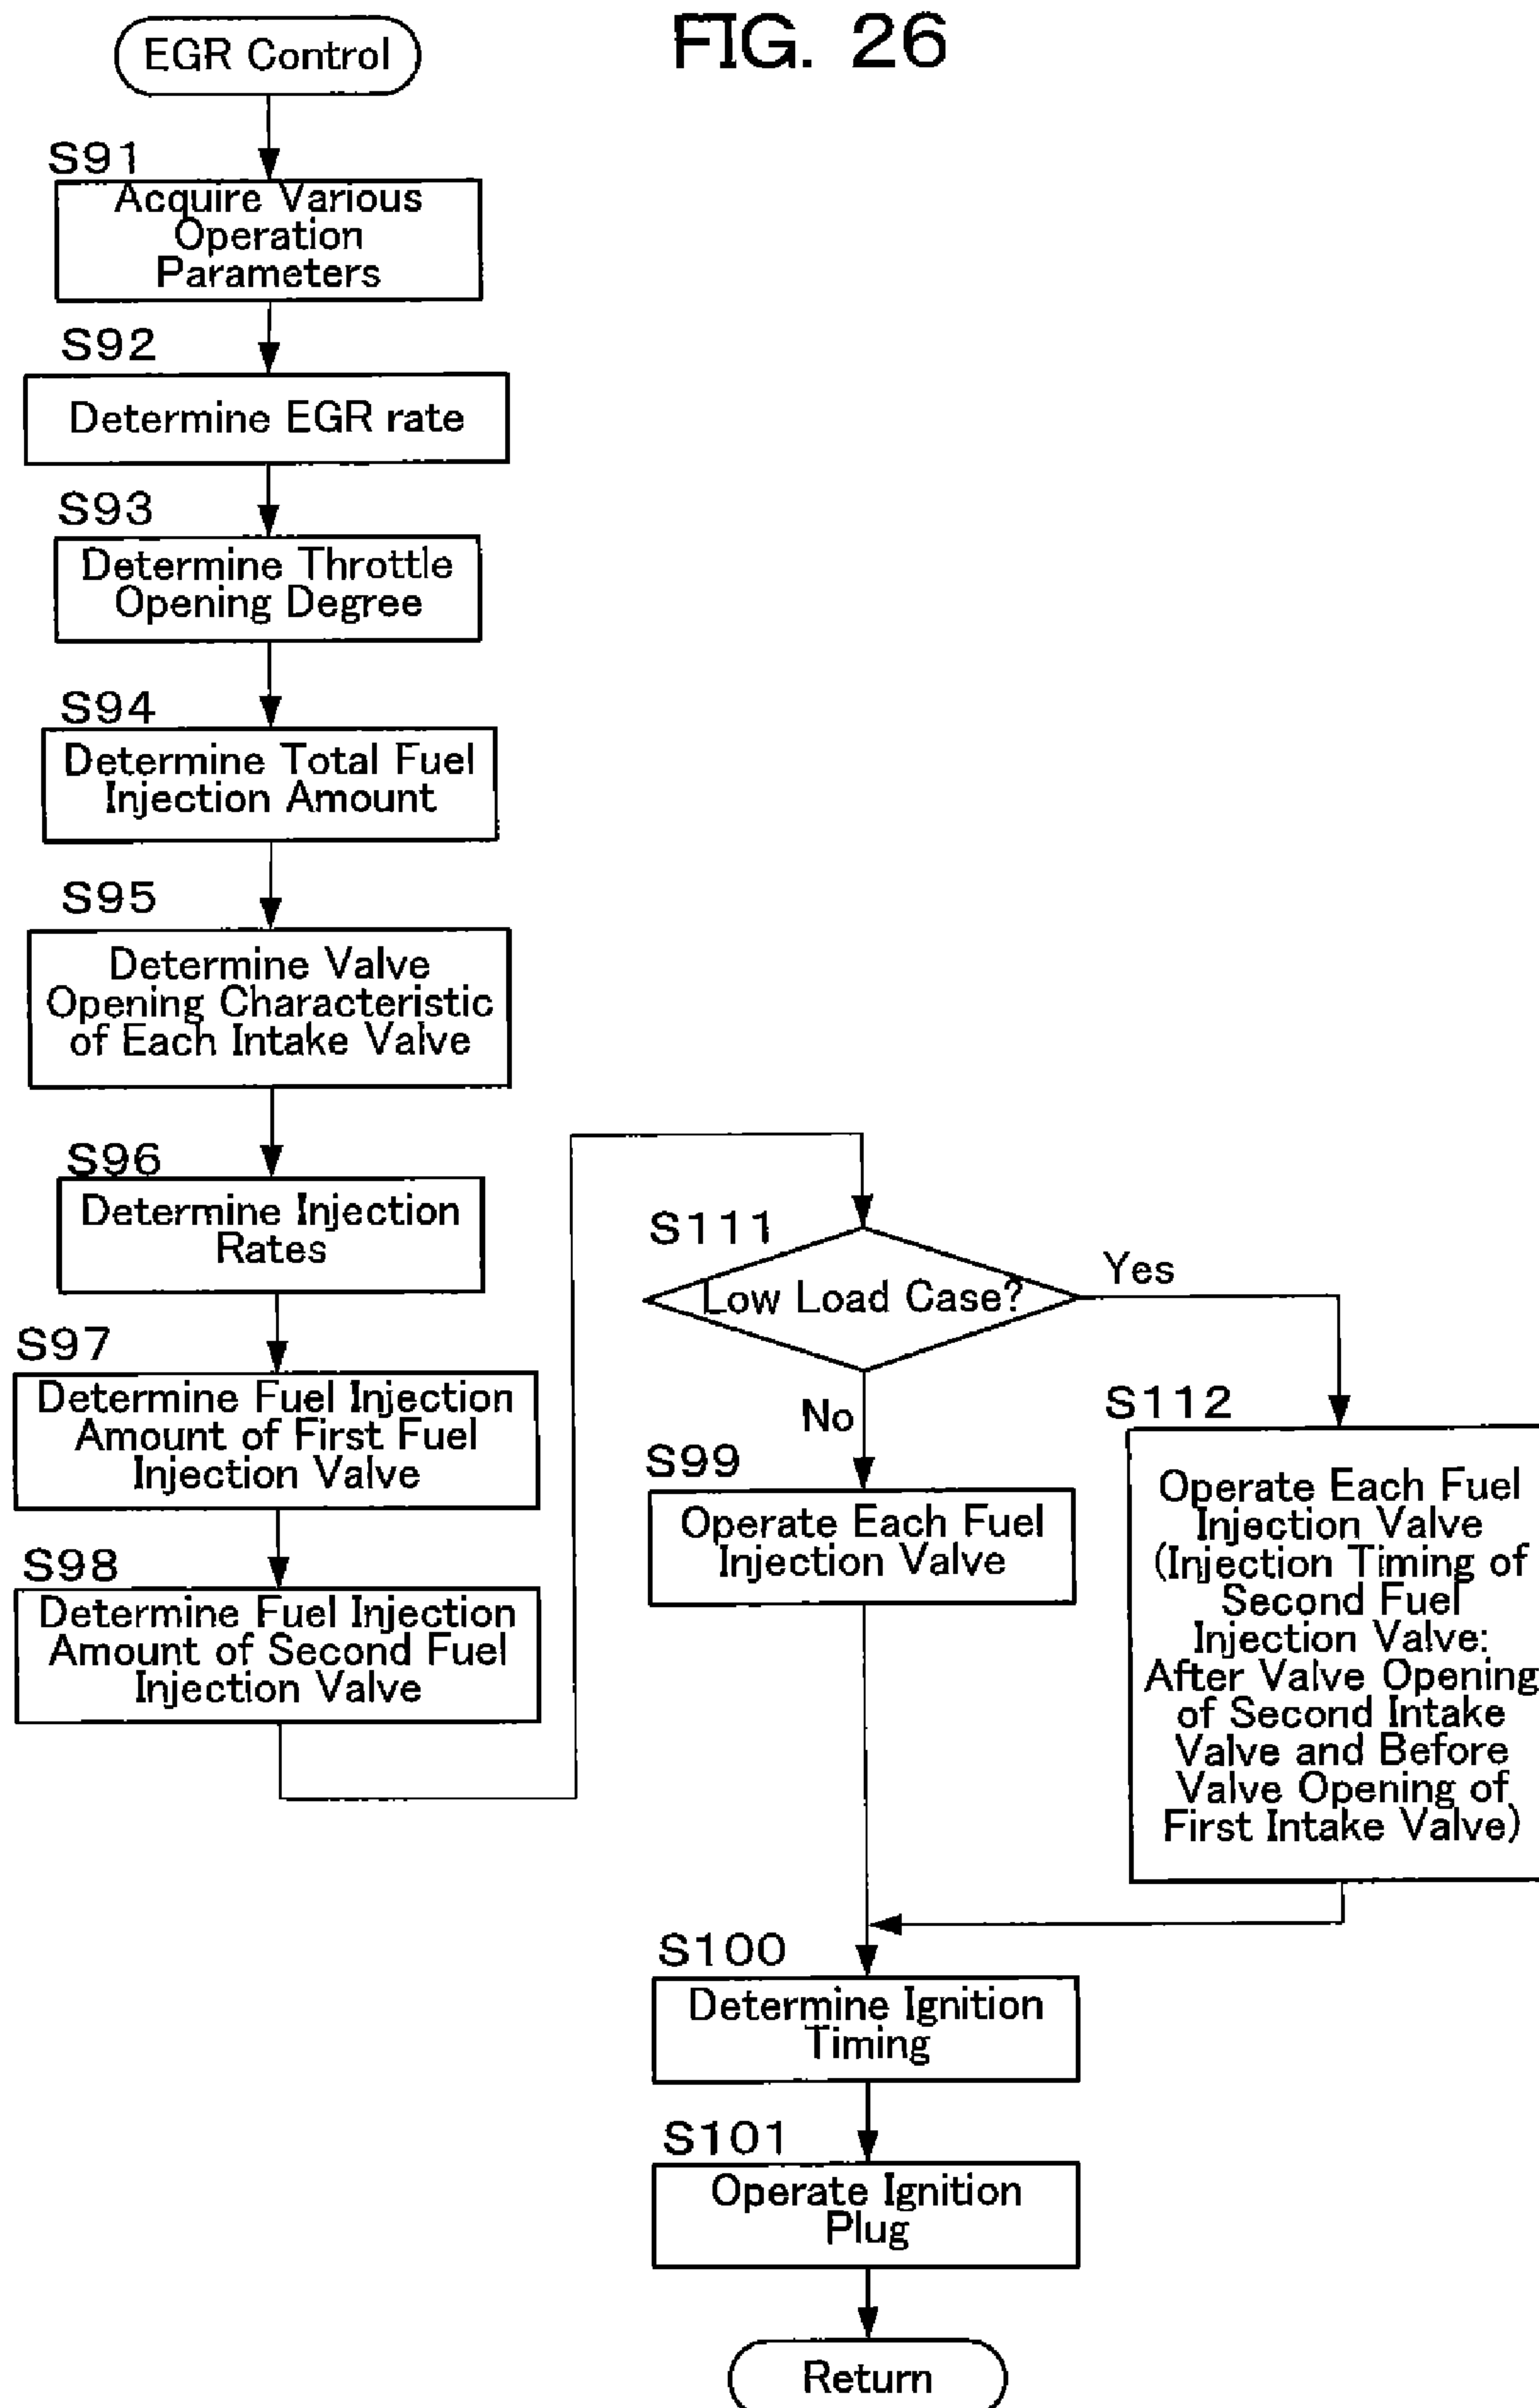 FIG. 26
EGR Control
S91
Acquire Various
Operation
Parameters
S92
Determine EGR rate
S93
Determine Throttle
Opening Degree
S94
Determine Total Fuel
Injection Amount
S95
Determine Valve
Opening Characteristic
of Each Intake Valve
S96
Determine Injection
Rates
S97
Determine Fuel Injection
Amount of First Fuel
Injection Valve
S98
Determine Fuel Injection
Amount of Second Fuel
Injection Valve
S111
Low Load Case?
Yes
No
S99
Operate Each Fuel
Injection Valve
S112
Operate Each Fuel
Injection Valve
(Injection Timing of
Second Fuel
Injection Valve:
After Valve Opening
of Second Intake
Valve and Before
Valve Opening of
First Intake Valve)
S100
Determine Ignition
Timing
S101
Operate Ignition
Plug
Return